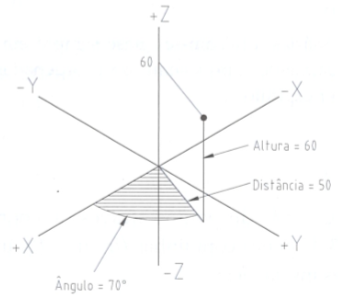 +Z
60
-Y
-X
Altura = 60
Distância = 50
+X
+Y
-Z
Ângulo = 70°